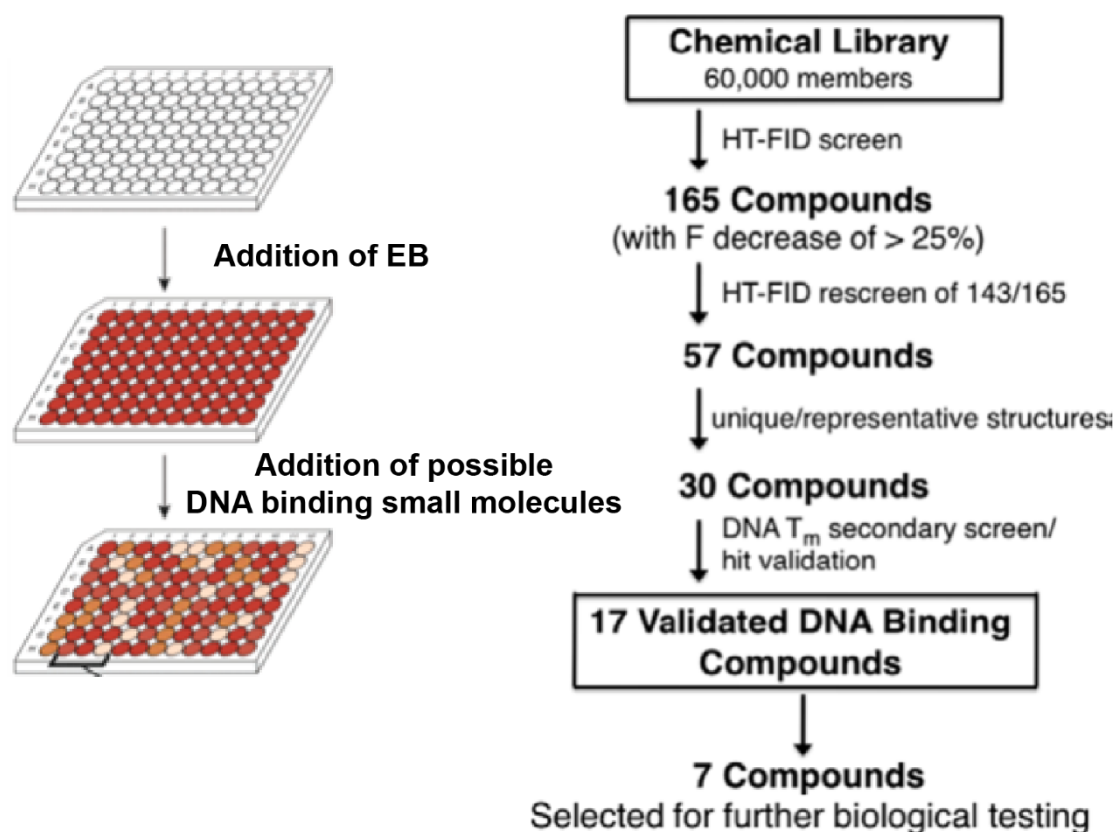 Addition of EB
Addition of possible
DNA binding small molecules
Chemical Library
60,000 members
HT-FID screen
165 Compounds
(with F decrease of > 25%)
HT-FID rescreen of 143/165
57 Compounds
unique/representative structures
30 Compounds
DNA Tm secondary screen/
hit validation
17 Validated DNA Binding
Compounds
7 Compounds
Selected for further biological testing